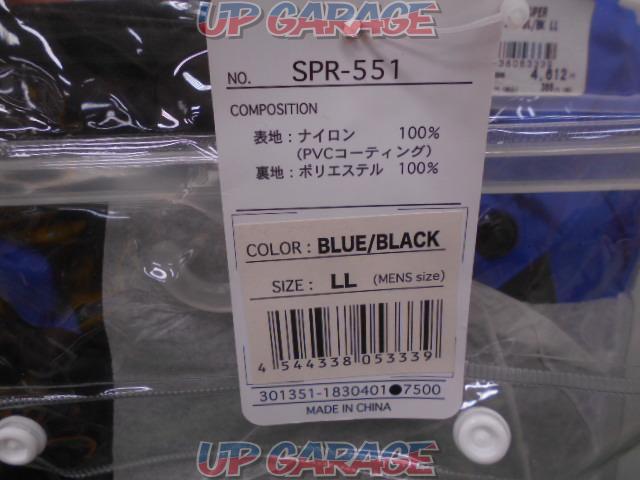 UP GARAGE
NO. SPR-551
COMPOSITION
表地：ナイロン 100%
(PVCコーティング)
裏地：ポリエステル 100%
COLOR : BLUE/BLACK
SIZE : LL (MENS size)
4 544338 053339
301351-1830401●7500
MADE IN CHINA
4,612
UP GARAGE